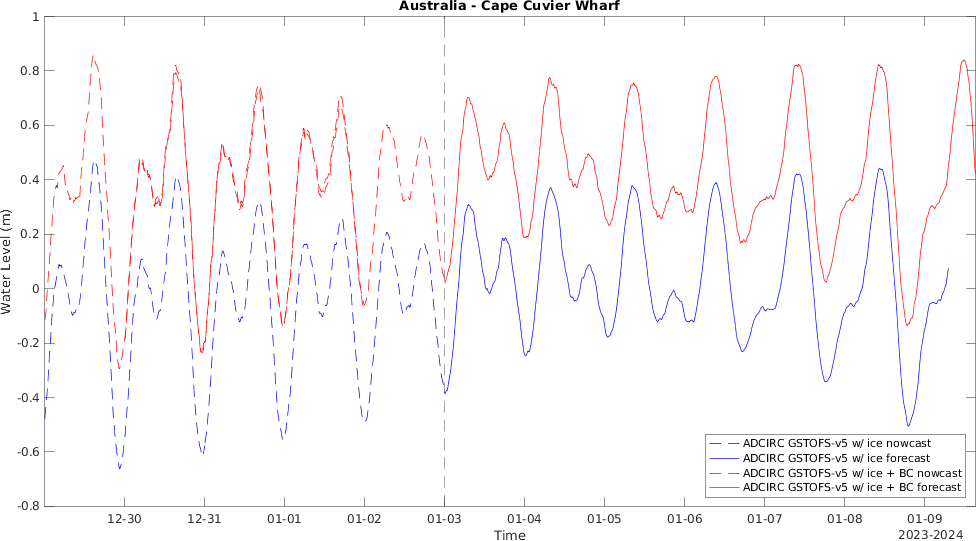 Australia - Cape Cuvier Wharf
1
0.8
0.6
0.4
0.2
0
-0.2
-0.4
-0.6
-0.8
Water Level (m)
12-30 12-31 01-01 01-02 01-03 01-04 01-05 01-06 01-07 01-08 01-09
Time
2023-2024
ADCIRC GSTOFS-v5 w/ ice nowcast
ADCIRC GSTOFS-v5 w/ ice forecast
ADCIRC GSTOFS-v5 w/ ice + BC nowcast
ADCIRC GSTOFS-v5 w/ ice + BC forecast